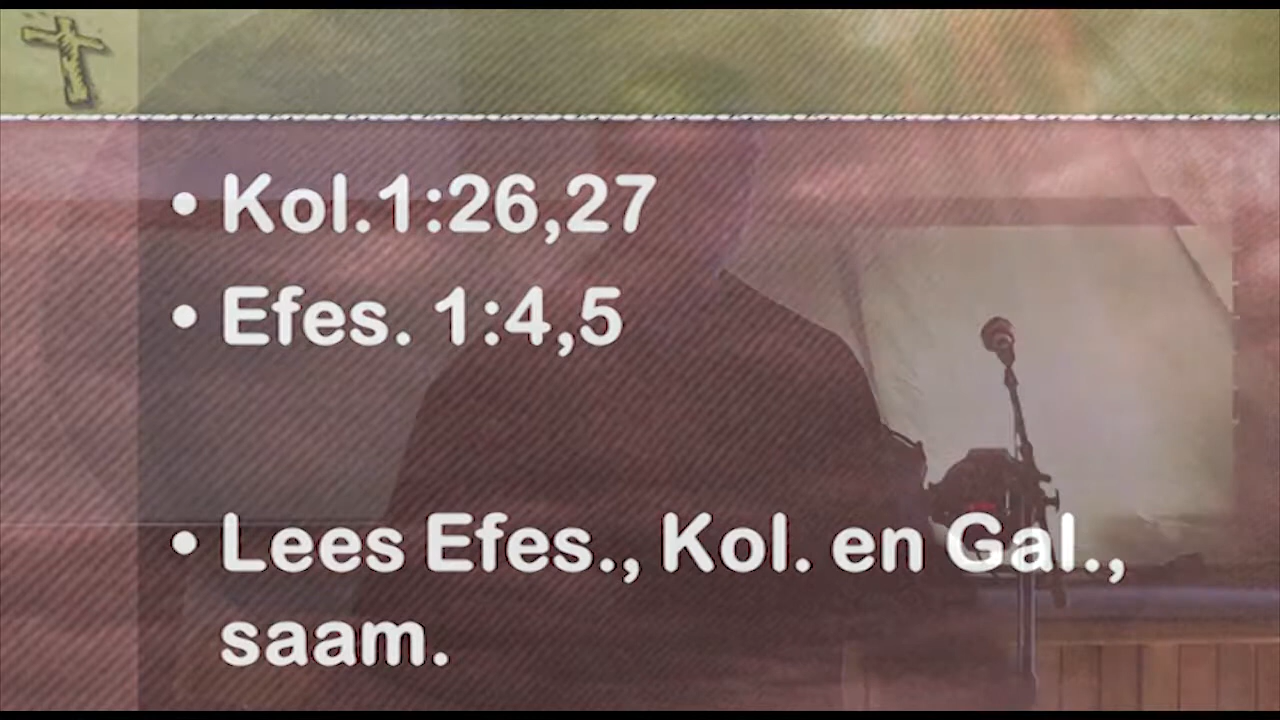 • Kol.1:26,27
• Efes. 1:4,5
• Lees Efes., Kol. en Gal.,
saam.